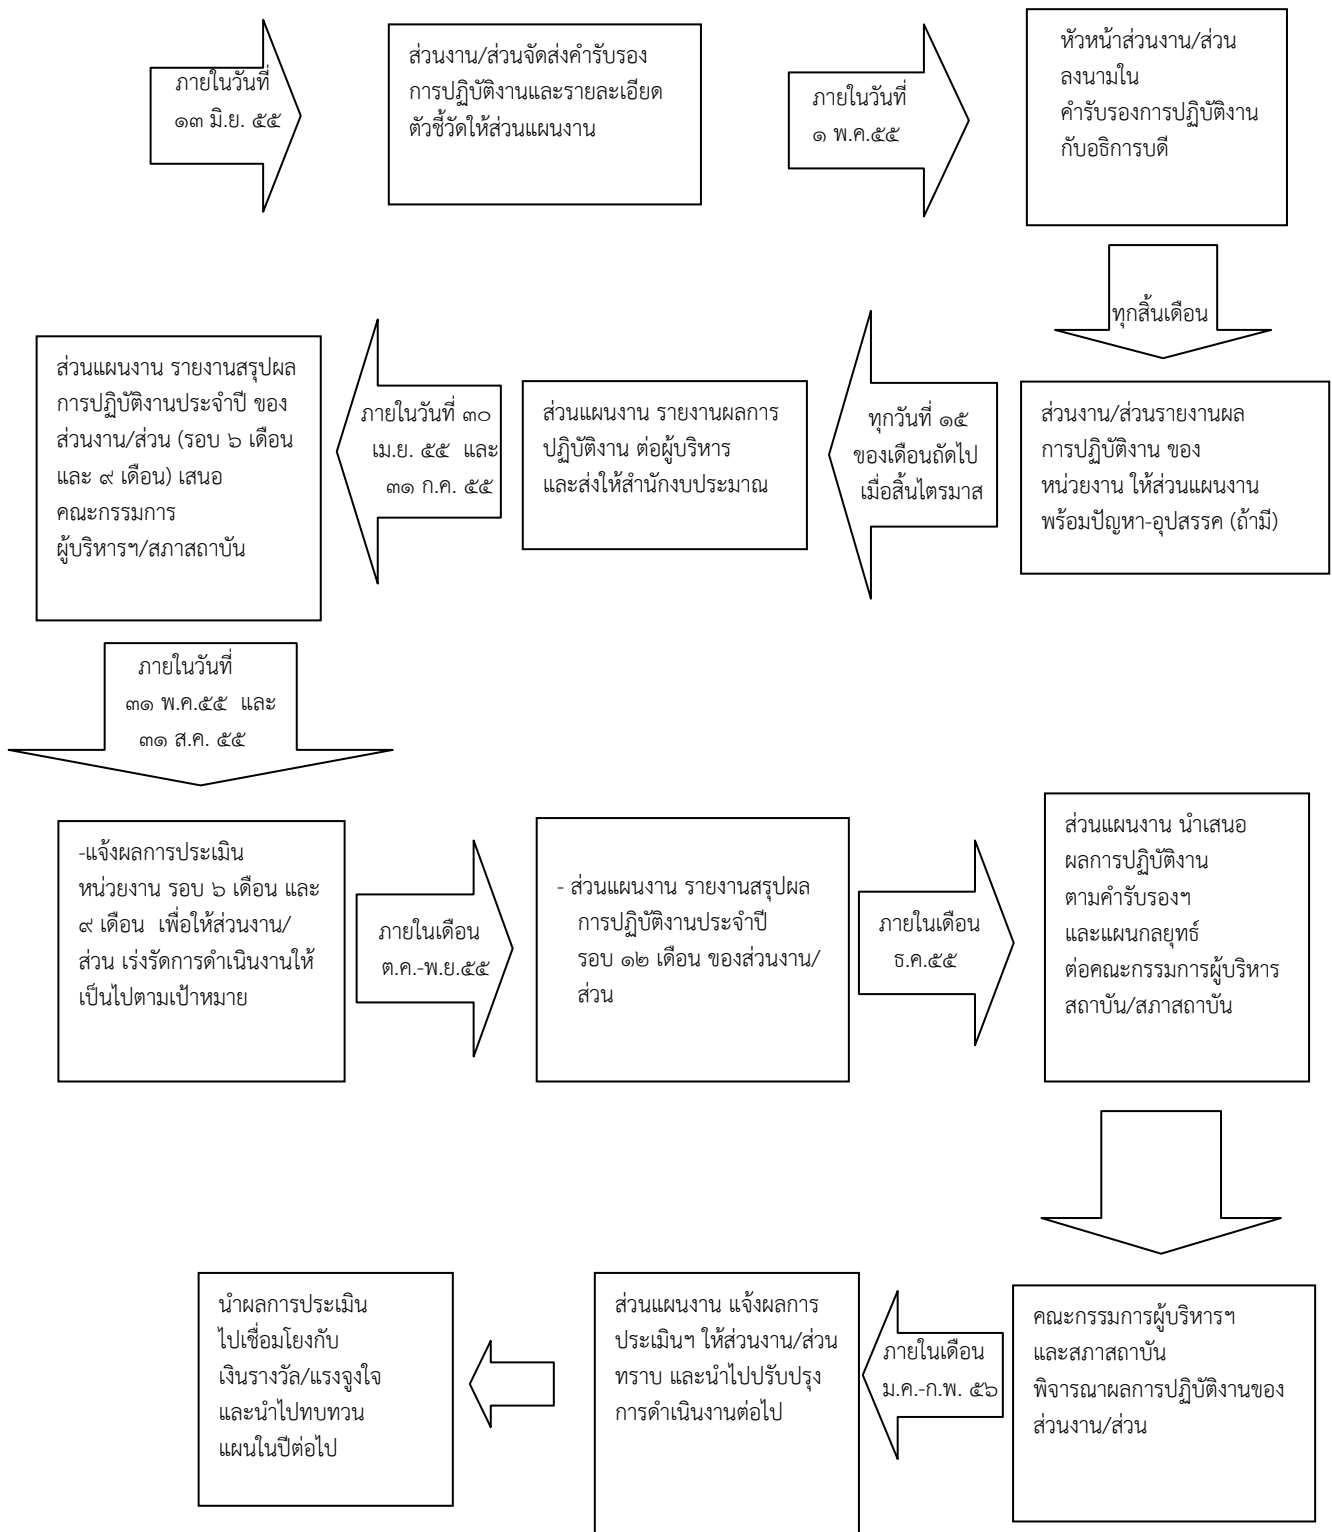 ภายในวันที่
๑๓ มิ.ย. ๕๕
ส่วนงาน/ส่วนจัดส่งคำรับรอง
การปฏิบัติงานและรายละเอียด
ตัวชี้วัดให้ส่วนแผนงาน
ภายในวันที่
๑ พ.ค.๕๕
หัวหน้าส่วนงาน/ส่วน
ลงนามใน
คำรับรองการปฏิบัติงาน
กับอธิการบดี
ทุกสิ้นเดือน
ส่วนงาน/ส่วนรายงานผล
การปฏิบัติงาน ของ
หน่วยงาน ให้ส่วนแผนงาน
พร้อมปัญหา-อุปสรรค (ถ้ามี)
ทุกวันที่ ๑๕
ของเดือนถัดไป
เมื่อสิ้นไตรมาส
ส่วนแผนงาน รายงานผลการ
ปฏิบัติงาน ต่อผู้บริหาร
และส่งให้สำนักงบประมาณ
ภายในวันที่ ๓๐
เม.ย. ๕๕ และ
๓๑ ก.ค. ๕๕
ส่วนแผนงาน รายงานสรุปผล
การปฏิบัติงานประจำปี ของ
ส่วนงาน/ส่วน (รอบ ๖ เดือน
และ ๙ เดือน) เสนอ
คณะกรรมการ
ผู้บริหารฯ/สภาสถาบัน
ภายในวันที่
๓๑ พ.ค.๕๕ และ
๓๑ ส.ค. ๕๕
-แจ้งผลการประเมิน
หน่วยงาน รอบ ๖ เดือน และ
๙ เดือน เพื่อให้ส่วนงาน/
ส่วน เร่งรัดการดำเนินงานให้
เป็นไปตามเป้าหมาย
ภายในเดือน
ต.ค.-พ.ย.๕๕
- ส่วนแผนงาน รายงานสรุปผล
การปฏิบัติงานประจำปี
รอบ ๑๒ เดือน ของส่วนงาน/
ส่วน
ภายในเดือน
ธ.ค.๕๕
ส่วนแผนงาน นำเสนอ
ผลการปฏิบัติงาน
ตามคำรับรองฯ
และแผนกลยุทธ์
ต่อคณะกรรมการผู้บริหาร
สถาบัน/สภาสถาบัน
คณะกรรมการผู้บริหารฯ
และสภาสถาบัน
พิจารณาผลการปฏิบัติงานของ
ส่วนงาน/ส่วน
ภายในเดือน
ม.ค.-ก.พ. ๕๖
ส่วนแผนงาน แจ้งผลการ
ประเมินฯ ให้ส่วนงาน/ส่วน
ทราบ และนำไปปรับปรุง
การดำเนินงานต่อไป
นำผลการประเมิน
ไปเชื่อมโยงกับ
เงินรางวัล/แรงจูงใจ
และนำไปทบทวน
แผนในปีต่อไป